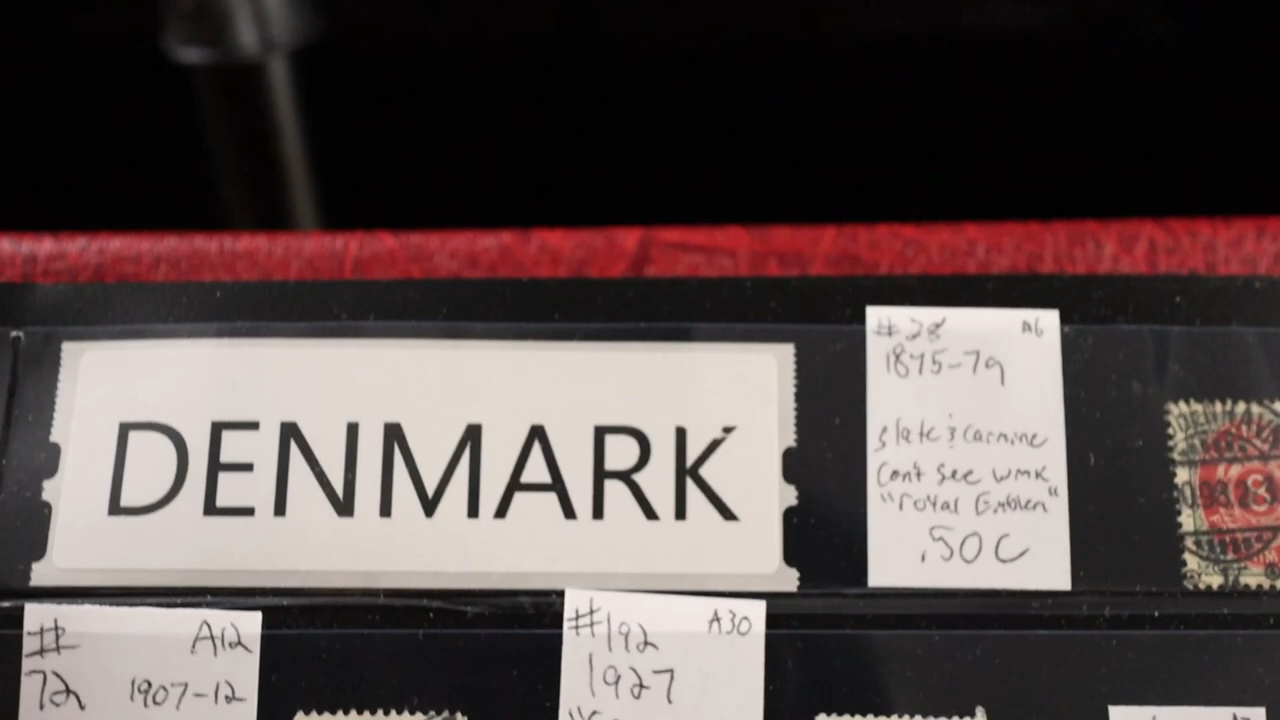 DENMARK
#28 A6
1875-79
slate & Carmine
Can't See WMK
"royal Emblem"
.50C
# A12
72 1907-12
#192 A30
1927
8